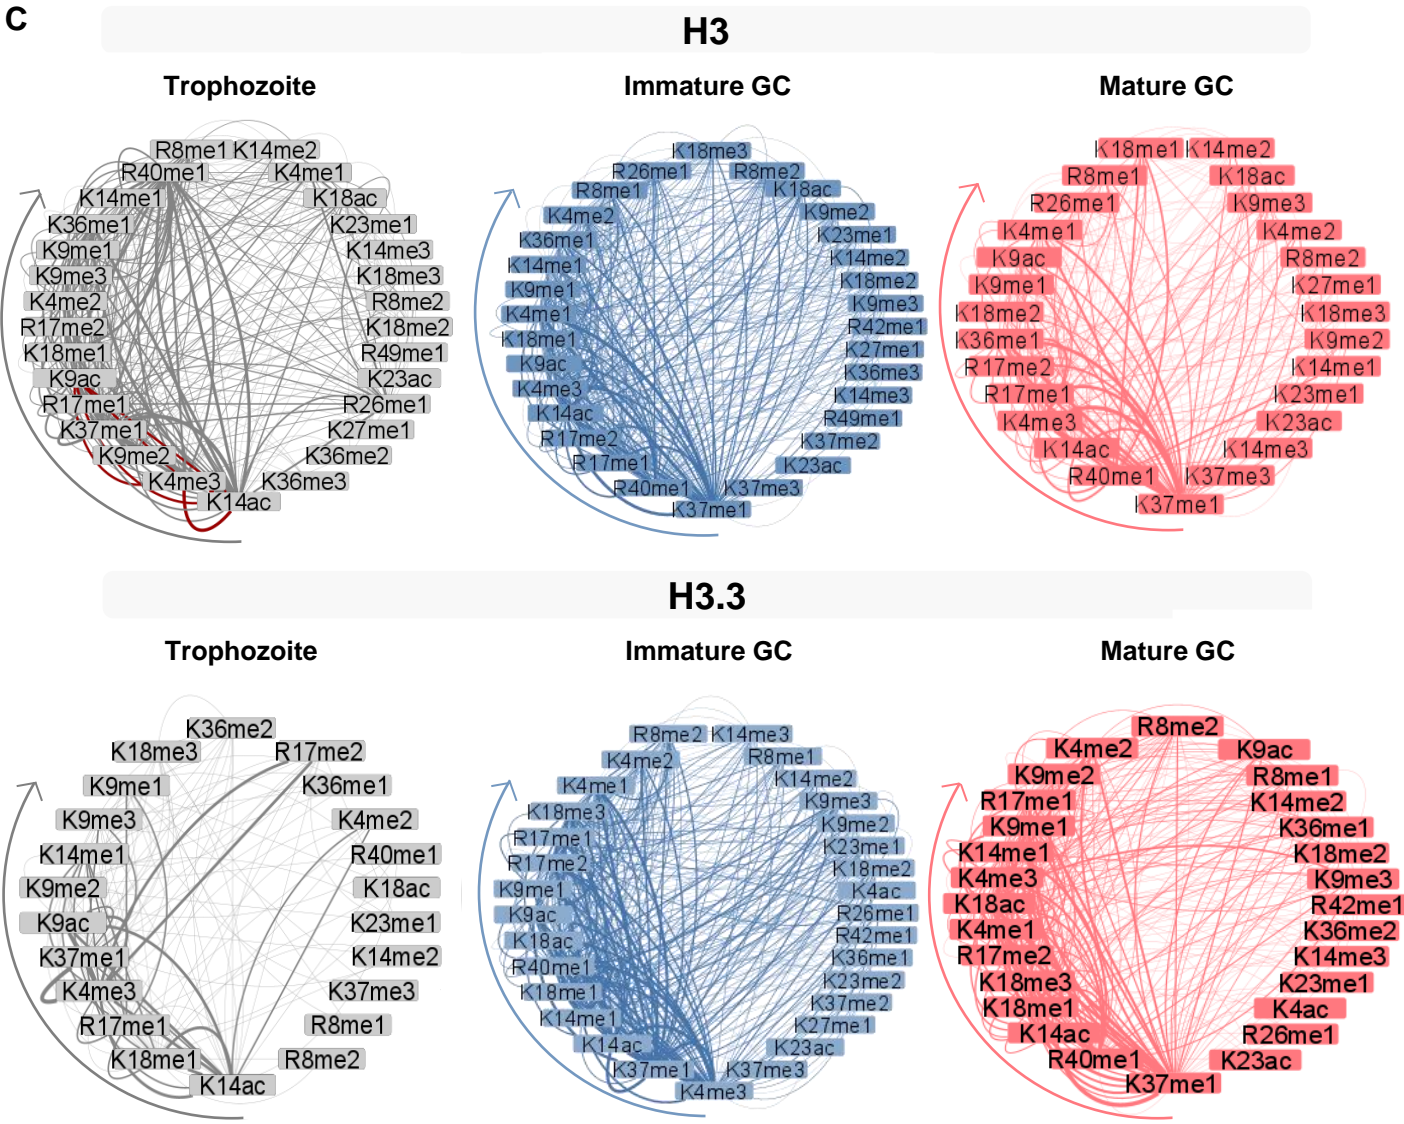 C
H3
Trophozoite
Immature GC
Mature GC
R8me1 K14me2
R40me1 K4me1
K14me1 K18ac
K36me1 K23me1
K9me1 K14me3
K9me3 K18me3
K4me2 R8me2
R17me2 K18me2
K18me1 R49me1
K9ac K23ac
R17me1 R26me1
K37me1 K27me1
K9me2 K36me2
K4me3 K36me3
K14ac
K18me3
R26me1 R8me2
R8me1 K18ac
K4me2 K9me2
K36me1 K23me1
K14me1 K14me2
K9me1 K18me2
K4me1 K9me3
K18me1 R42me1
K9ac K27me1
K4me3 K36me3
K14ac K14me3
R17me2 R49me1
R17me1 K37me2
R40me1 K23ac
K37me1 K37me3
K18me1 K14me2
R8me1 K18ac
R26me1 K9me3
K4me1 K4me2
K9ac R8me2
K9me1 K27me1
K18me2 K18me3
K36me1 K9me2
R17me2 K14me1
R17me1 K23me1
K4me3 K23ac
K14ac K14me3
R40me1 K37me3
K37me1
H3.3
Trophozoite
Immature GC
Mature GC
K36me2
K18me3 R17me2
K9me1 K36me1
K9me3 K4me2
K14me1 R40me1
K9me2 K18ac
K9ac K23me1
K37me1 K14me2
K4me3 K37me3
R17me1 R8me1
K18me1 R8me2
K14ac
R8me2 K14me3
K4me2 R8me1
K4me1 K14me2
K18me3 K9me3
R17me1 K9me2
R17me2 K23me1
K9me1 K18me2
K9ac K4ac
K18ac R26me1
R40me1 R42me1
K18me1 K36me1
K14me1 K23me2
K14ac K37me2
K37me1 K27me1
K4me3 K23ac
K37me3
R8me2
K4me2 K9ac
K9me2 R8me1
R17me1 K14me2
K9me1 K36me1
K14me1 K18me2
K4me3 K9me3
K18ac R42me1
K4me1 K36me2
R17me2 K14me3
K18me3 K23me1
K18me1 K4ac
K14ac R26me1
R40me1 K23ac
K37me1